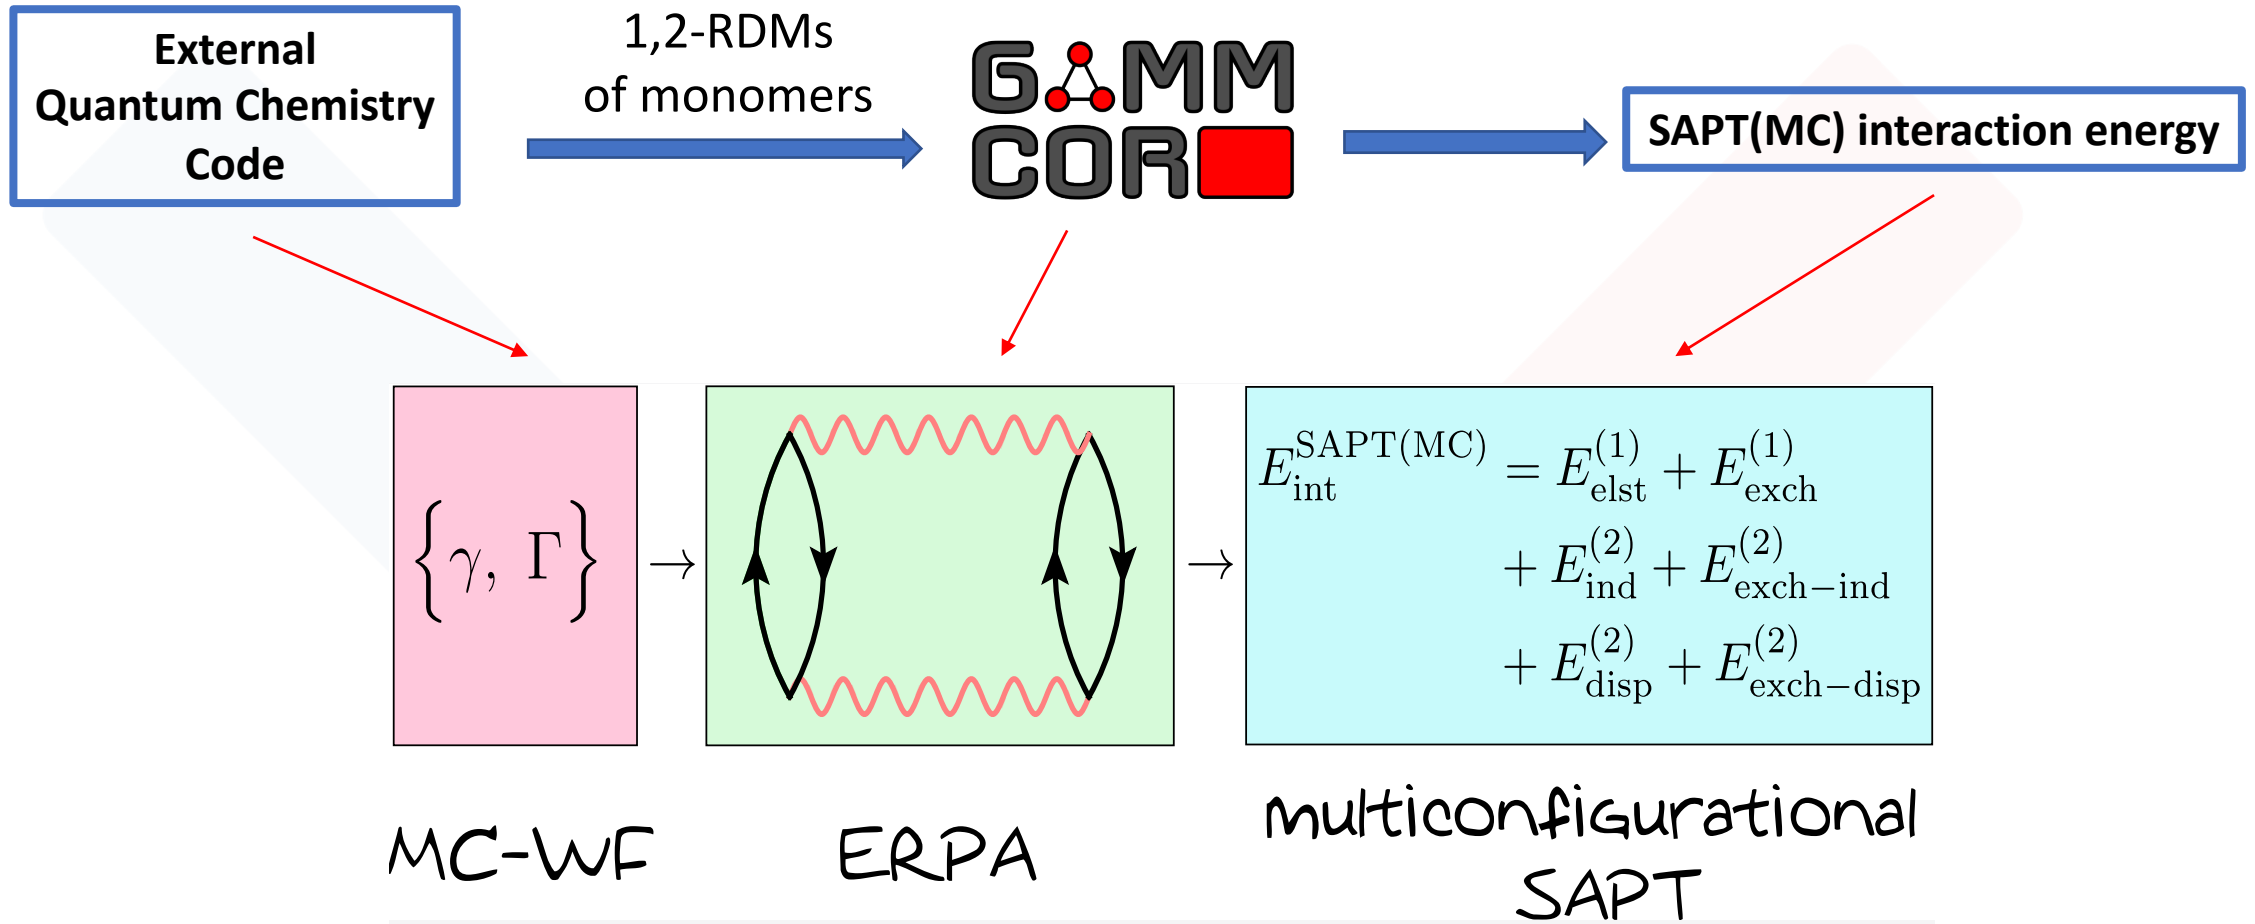 External
Quantum Chemistry
Code
1,2-RDMs
of monomers
GAMM
COR
SAPT(MC) interaction energy
{γ, Γ}
→
→
E_int^SAPT(MC) = E_elst^(1) + E_exch^(1)
+ E_ind^(2) + E_exch−ind^(2)
+ E_disp^(2) + E_exch−disp^(2)
MC-WF
ERPA
multiconfigurational
SAPT